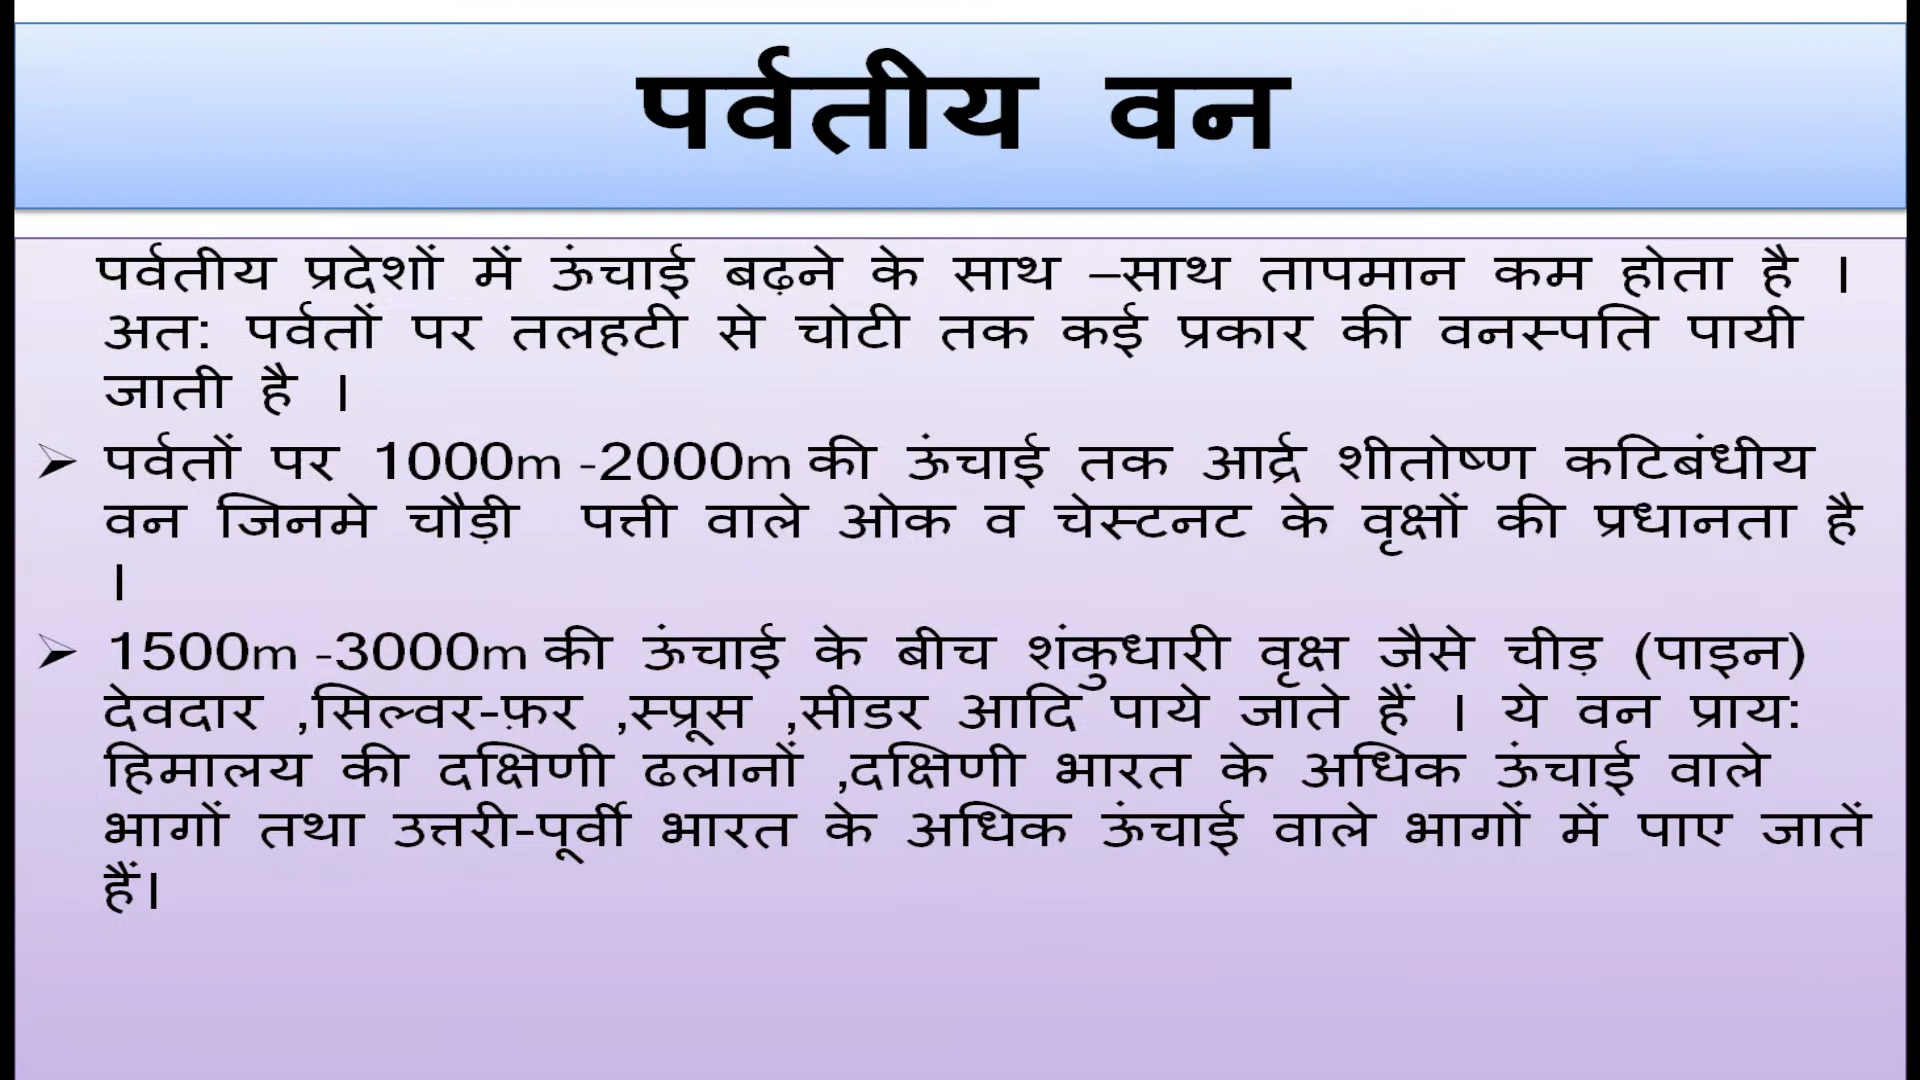 पर्वतीय वन
पर्वतीय प्रदेशों में ऊंचाई बढ़ने के साथ –साथ तापमान कम होता है ।
अत: पर्वतों पर तलहटी से चोटी तक कई प्रकार की वनस्पति पायी
जाती है ।
➢ पर्वतों पर 1000m -2000m की ऊंचाई तक आर्द्र शीतोष्ण कटिबंधीय
वन जिनमे चौड़ी पत्ती वाले ओक व चेस्टनट के वृक्षों की प्रधानता है
।
➢ 1500m -3000m की ऊंचाई के बीच शंकुधारी वृक्ष जैसे चीड़ (पाइन)
देवदार ,सिल्वर-फ़र ,स्प्रूस ,सीडर आदि पाये जाते हैं । ये वन प्राय:
हिमालय की दक्षिणी ढलानों ,दक्षिणी भारत के अधिक ऊंचाई वाले
भागों तथा उत्तरी-पूर्वी भारत के अधिक ऊंचाई वाले भागों में पाए जातें
हैं।